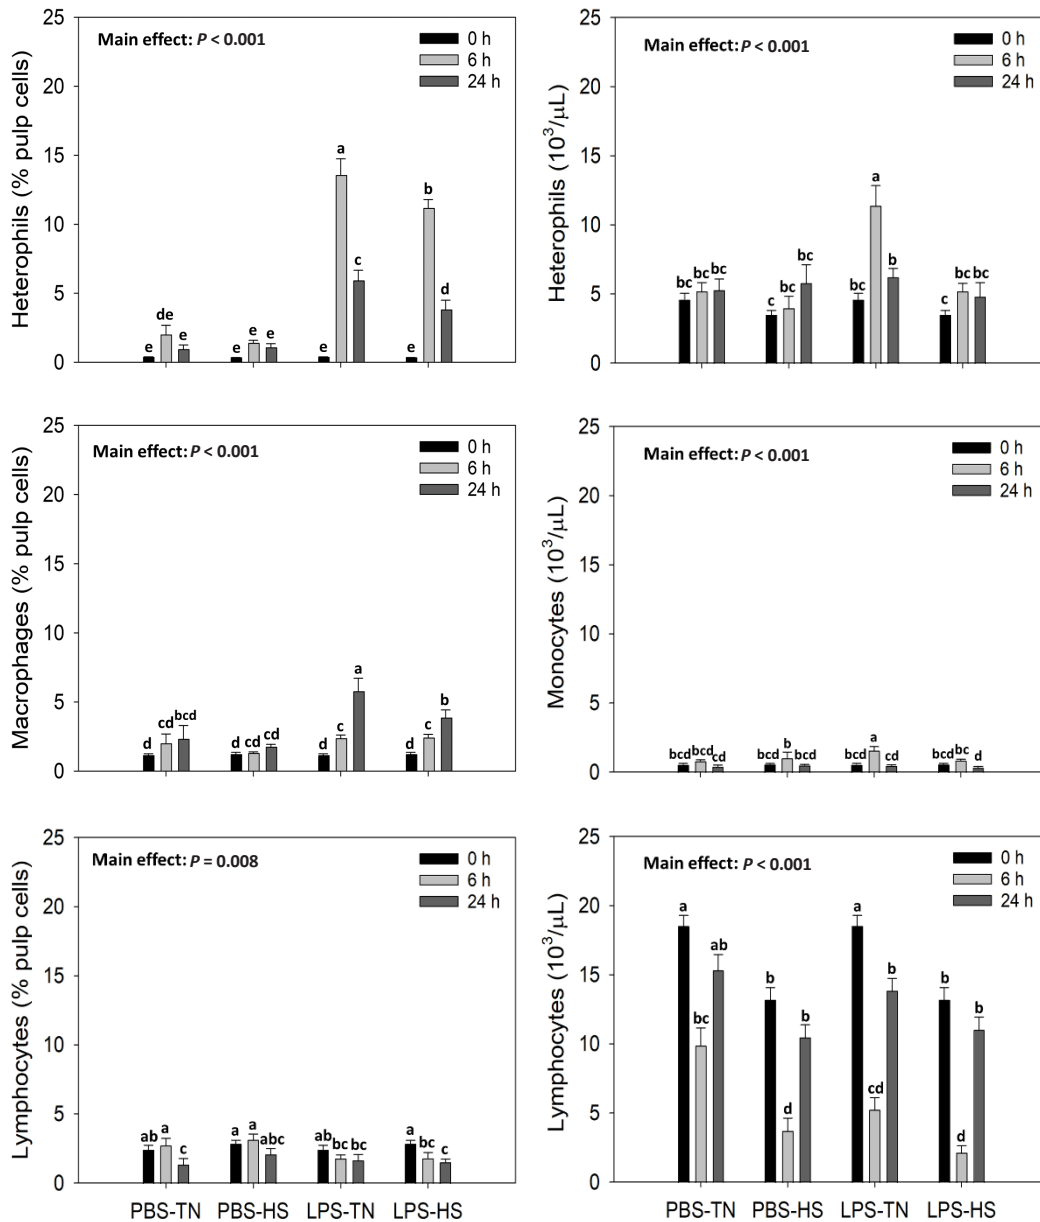 Heterophils (% pulp cells)
25
20
15
10
5
0
Main effect: P < 0.001
0 h
6 h
24 h
e de e e e e e a c e b d
Heterophils (10³/μL)
25
20
15
10
5
0
Main effect: P < 0.001
0 h
6 h
24 h
bc bc bc c bc bc bc a b c bc bc
Macrophages (% pulp cells)
25
20
15
10
5
0
Main effect: P < 0.001
0 h
6 h
24 h
d cd bcd d cd cd d c a d c b
Monocytes (10³/μL)
25
20
15
10
5
0
Main effect: P < 0.001
0 h
6 h
24 h
bcd bcd cd bcd b bcd bcd a cd bcd bc d
Lymphocytes (% pulp cells)
25
20
15
10
5
0
Main effect: P = 0.008
0 h
6 h
24 h
ab a c a a abc ab bc bc a bc c
PBS-TN PBS-HS LPS-TN LPS-HS
Lymphocytes (10³/μL)
25
20
15
10
5
0
Main effect: P < 0.001
0 h
6 h
24 h
a bc ab b d b a cd b b d b
PBS-TN PBS-HS LPS-TN LPS-HS